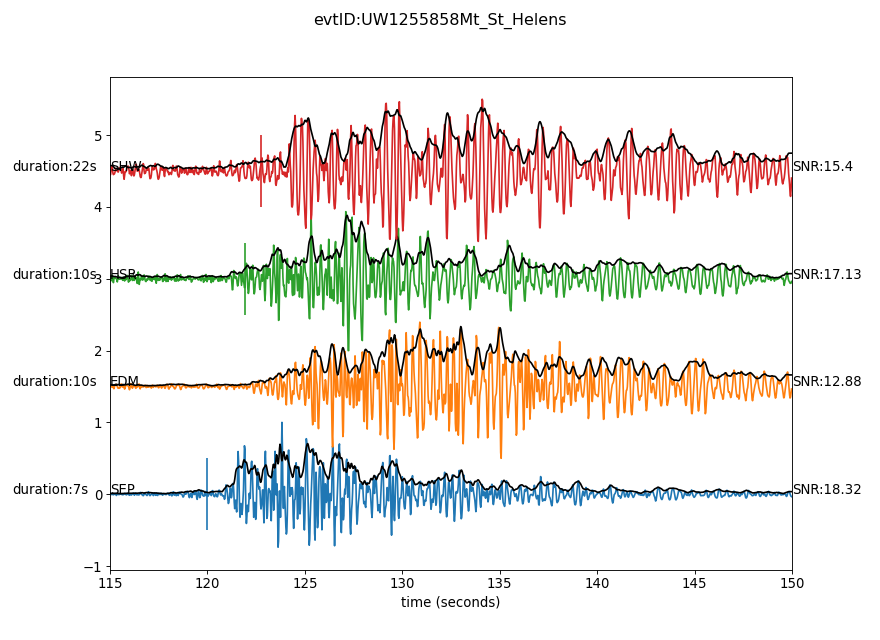 evtID:UW1255858Mt_St_Helens
5
duration:22s SHW SNR:15.4
4
duration:10s HSR SNR:17.13
3
2
duration:10s EDM SNR:12.88
1
duration:7s SEP SNR:18.32
0
−1
115 120 125 130 135 140 145 150
time (seconds)